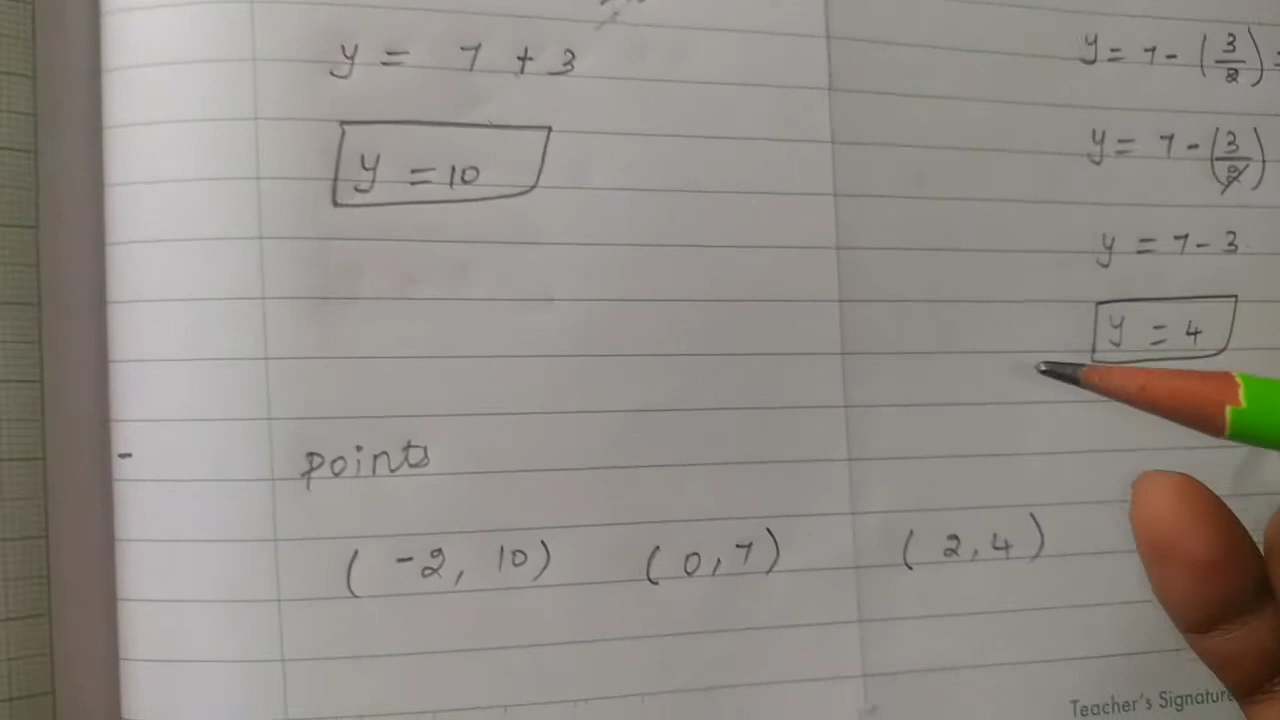 y = 7 + 3
y = 10
y = 7 - (3/2)
y = 7 - (3/2)
y = 7 - 3
y = 4
points
(-2, 10) (0, 7) (2, 4)
Teacher's Signature